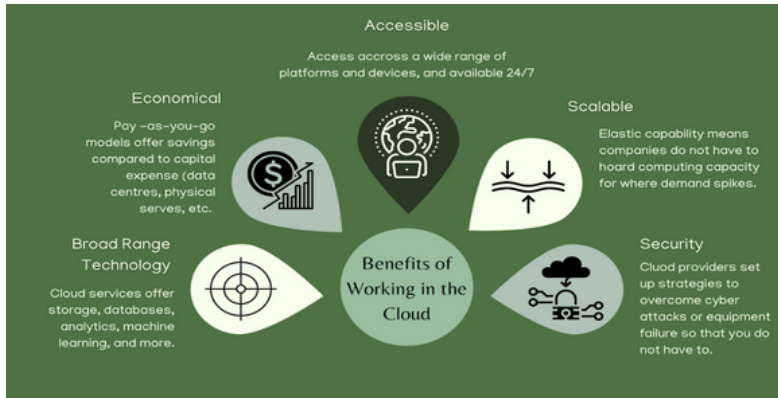 Accessible
Access accross a wide range of
platforms and devices, and available 24/7
Economical
Pay -as-you-go
models offer savings
compared to capital
expense (data
centres, physical
serves, etc.
Scalable
Elastic capability means
companies do not have to
hoard computing capacity
for where demand spikes.
Broad Range
Technology
Cloud services offer
storage, databases,
analytics, machine
learning, and more.
Benefits of
Working in the
Cloud
Security
Cluod providers set
up strategies to
overcome cyber
attacks or equipment
failure so that you do
not have to.